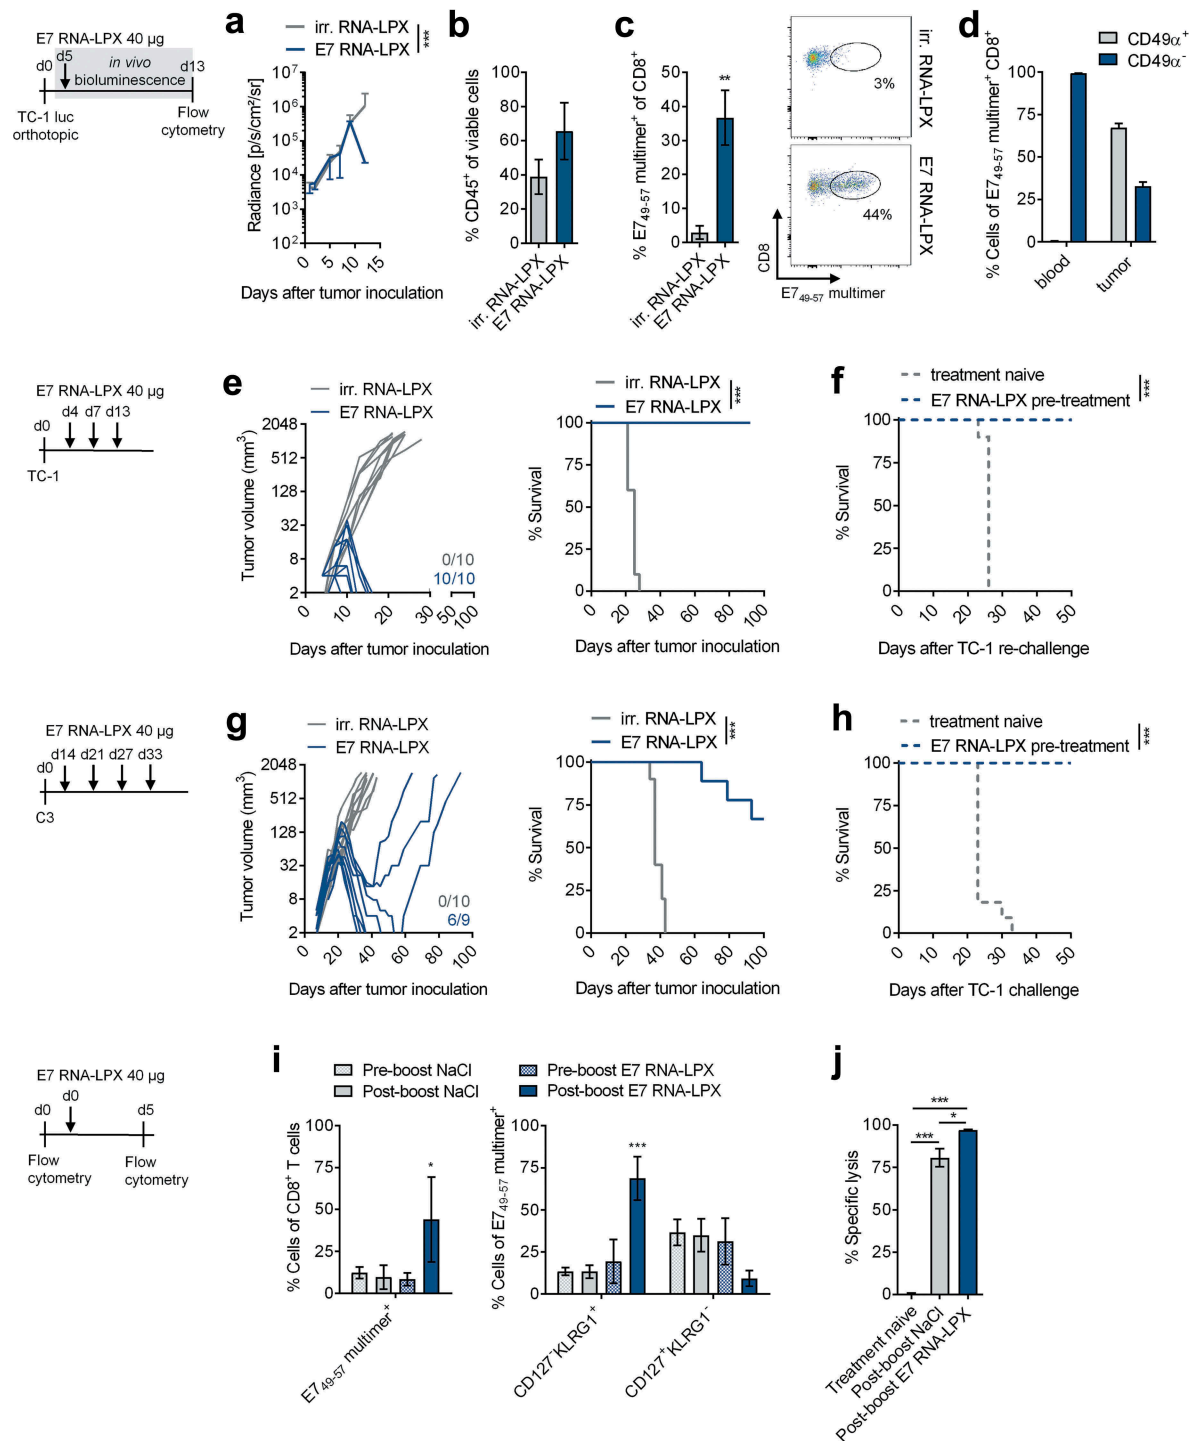 E7 RNA-LPX 40 µg
d0
d5
in vivo
bioluminescence
d13
TC-1 luc
orthotopic
Flow
cytometry
a
irr. RNA-LPX
E7 RNA-LPX
***
Radiance [p/s/cm²/sr]
10⁷
10⁶
10⁵
10⁴
10³
10²
0
5
10
15
Days after tumor inoculation
b
% CD45⁺ of viable cells
100
80
60
40
20
0
irr. RNA-LPX
E7 RNA-LPX
c
% E7₄₉₋₅₇ multimer⁺ of CD8⁺
50
40
30
20
10
0
**
irr. RNA-LPX
E7 RNA-LPX
3%
irr. RNA-LPX
44%
E7 RNA-LPX
CD8
E7₄₉₋₅₇ multimer
d
CD49α⁺
CD49α⁻
% Cells of E7₄₉₋₅₇ multimer⁺ CD8⁺
100
75
50
25
0
blood
tumor
E7 RNA-LPX 40 µg
d0
d4 d7 d13
TC-1
e
irr. RNA-LPX
E7 RNA-LPX
Tumor volume (mm³)
2048
512
128
32
8
2
0/10
10/10
0 10 20 30 50 100
Days after tumor inoculation
irr. RNA-LPX
E7 RNA-LPX
***
% Survival
100
75
50
25
0
0 20 40 60 80 100
Days after tumor inoculation
f
treatment naive
E7 RNA-LPX pre-treatment
***
% Survival
100
75
50
25
0
0 10 20 30 40 50
Days after TC-1 re-challenge
E7 RNA-LPX 40 µg
d0
d14 d21 d27 d33
C3
g
irr. RNA-LPX
E7 RNA-LPX
Tumor volume (mm³)
2048
512
128
32
8
2
0/10
6/9
0 20 40 60 80 100
Days after tumor inoculation
irr. RNA-LPX
E7 RNA-LPX
***
% Survival
100
75
50
25
0
0 20 40 60 80 100
Days after tumor inoculation
h
treatment naive
E7 RNA-LPX pre-treatment
***
% Survival
100
75
50
25
0
0 10 20 30 40 50
Days after TC-1 challenge
E7 RNA-LPX 40 µg
d0
d0
d5
Flow
cytometry
Flow
cytometry
i
Pre-boost NaCl
Post-boost NaCl
Pre-boost E7 RNA-LPX
Post-boost E7 RNA-LPX
% Cells of CD8⁺ T cells
100
75
50
25
0
*
E7₄₉₋₅₇ multimer⁺
% Cells of E7₄₉₋₅₇ multimer⁺
100
75
50
25
0
***
CD127⁻KLRG1⁺
CD127⁺KLRG1⁻
j
% Specific lysis
100
75
50
25
0
***
***
*
Treatment naive
Post-boost NaCl
Post-boost E7 RNA-LPX